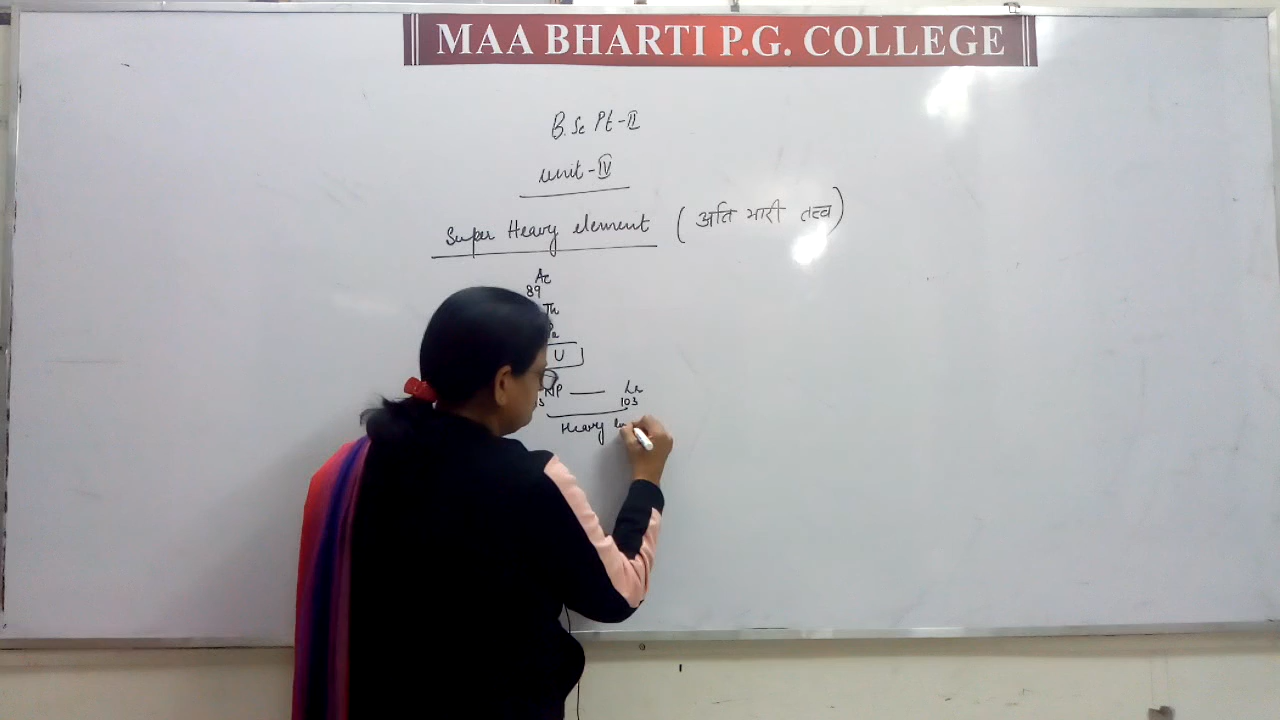 MAA BHARTI P.G. COLLEGE
B.Sc Pt-II
unit-IV
Super Heavy element (अति भारी तत्व)
Ac
89
Th
U
NP — Lr
103
Heavy